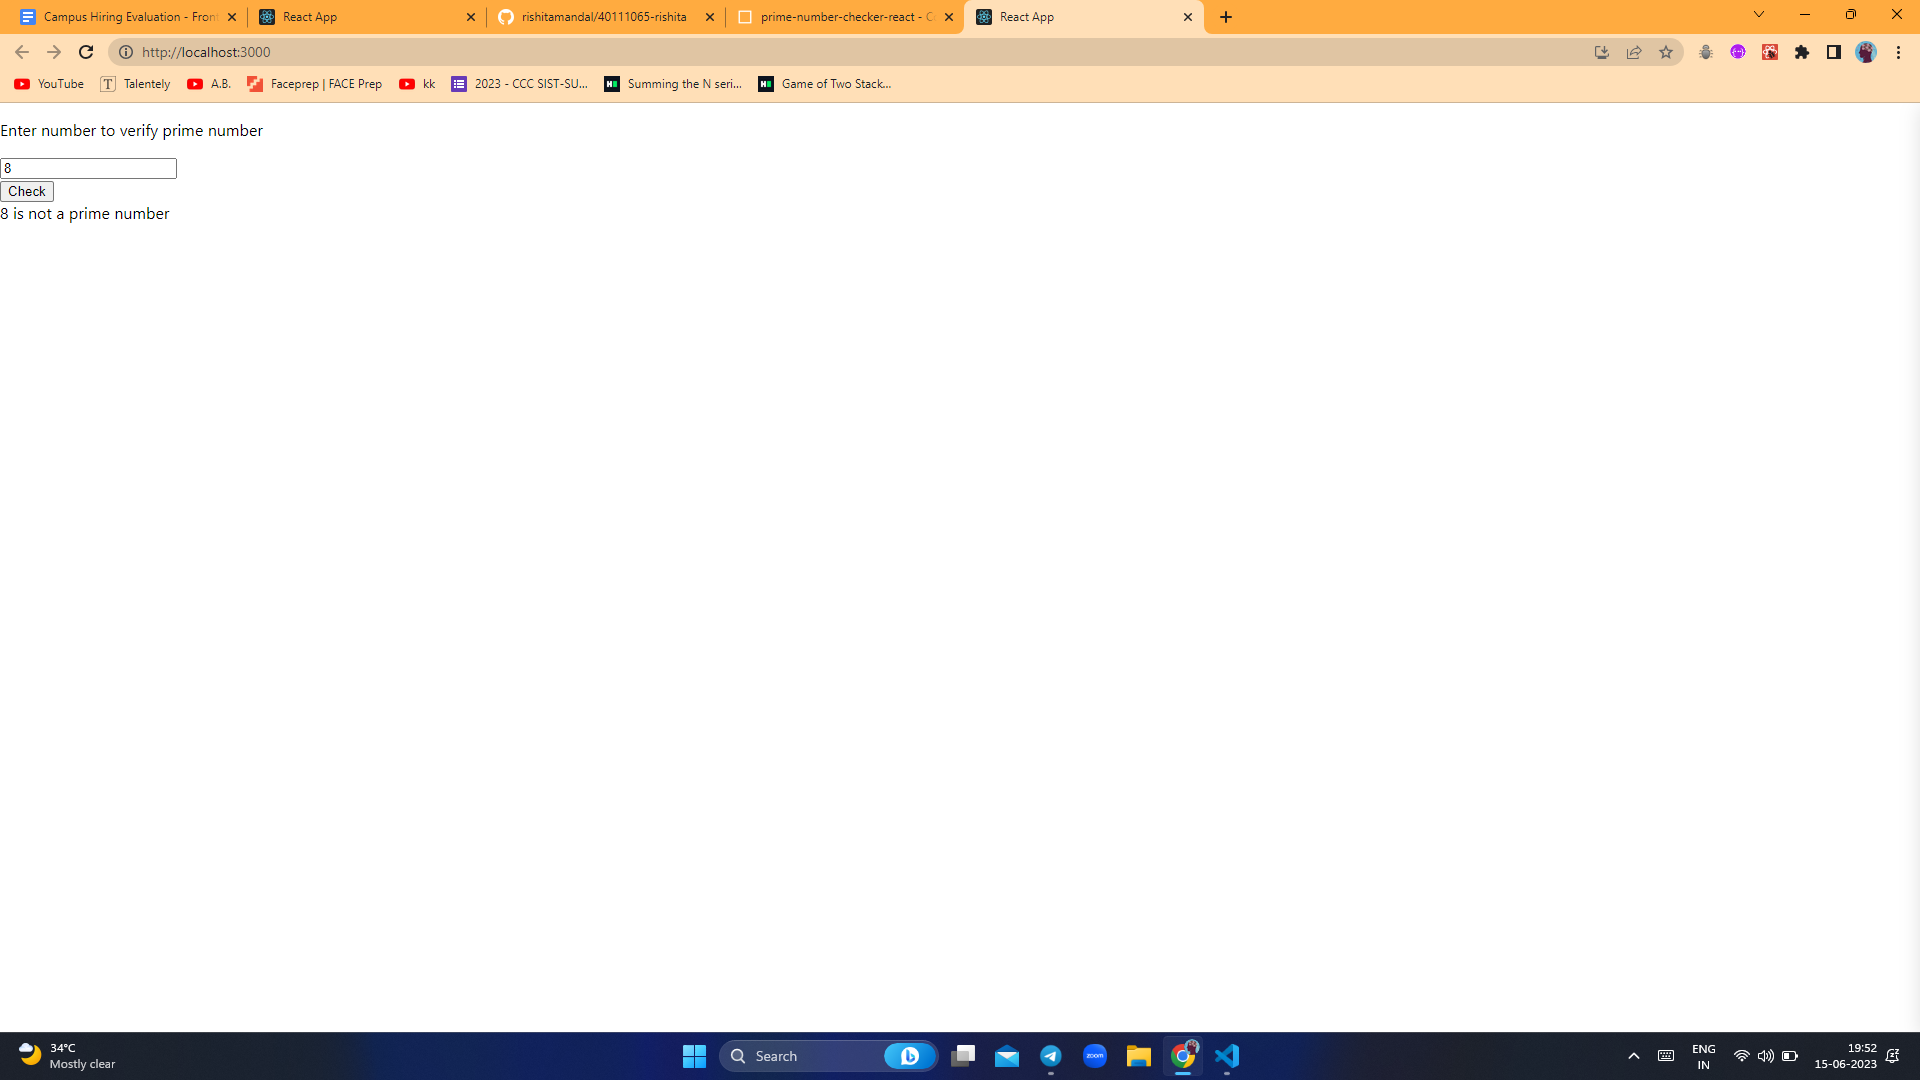 Campus Hiring Evaluation - Front
React App
rishitamandal/40111065-rishita
prime-number-checker-react - C
React App
http://localhost:3000
YouTube
T Talentely
A.B.
Faceprep | FACE Prep
kk
2023 - CCC SIST-SU...
Summing the N seri...
Game of Two Stack...
Enter number to verify prime number
8
Check
8 is not a prime number
34°C
Mostly clear
Search
zoom
ENG
IN
19:52
15-06-2023